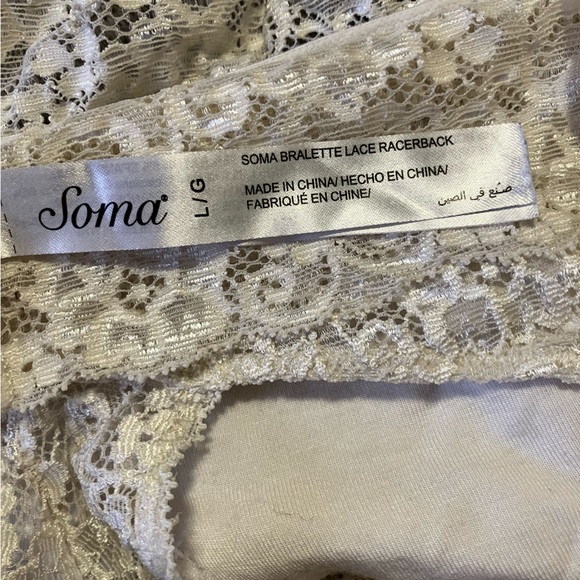 Soma
L/G
SOMA BRALETTE LACE RACERBACK
MADE IN CHINA/ HECHO EN CHINA/
FABRIQUÉ EN CHINE/
صنع في الصين